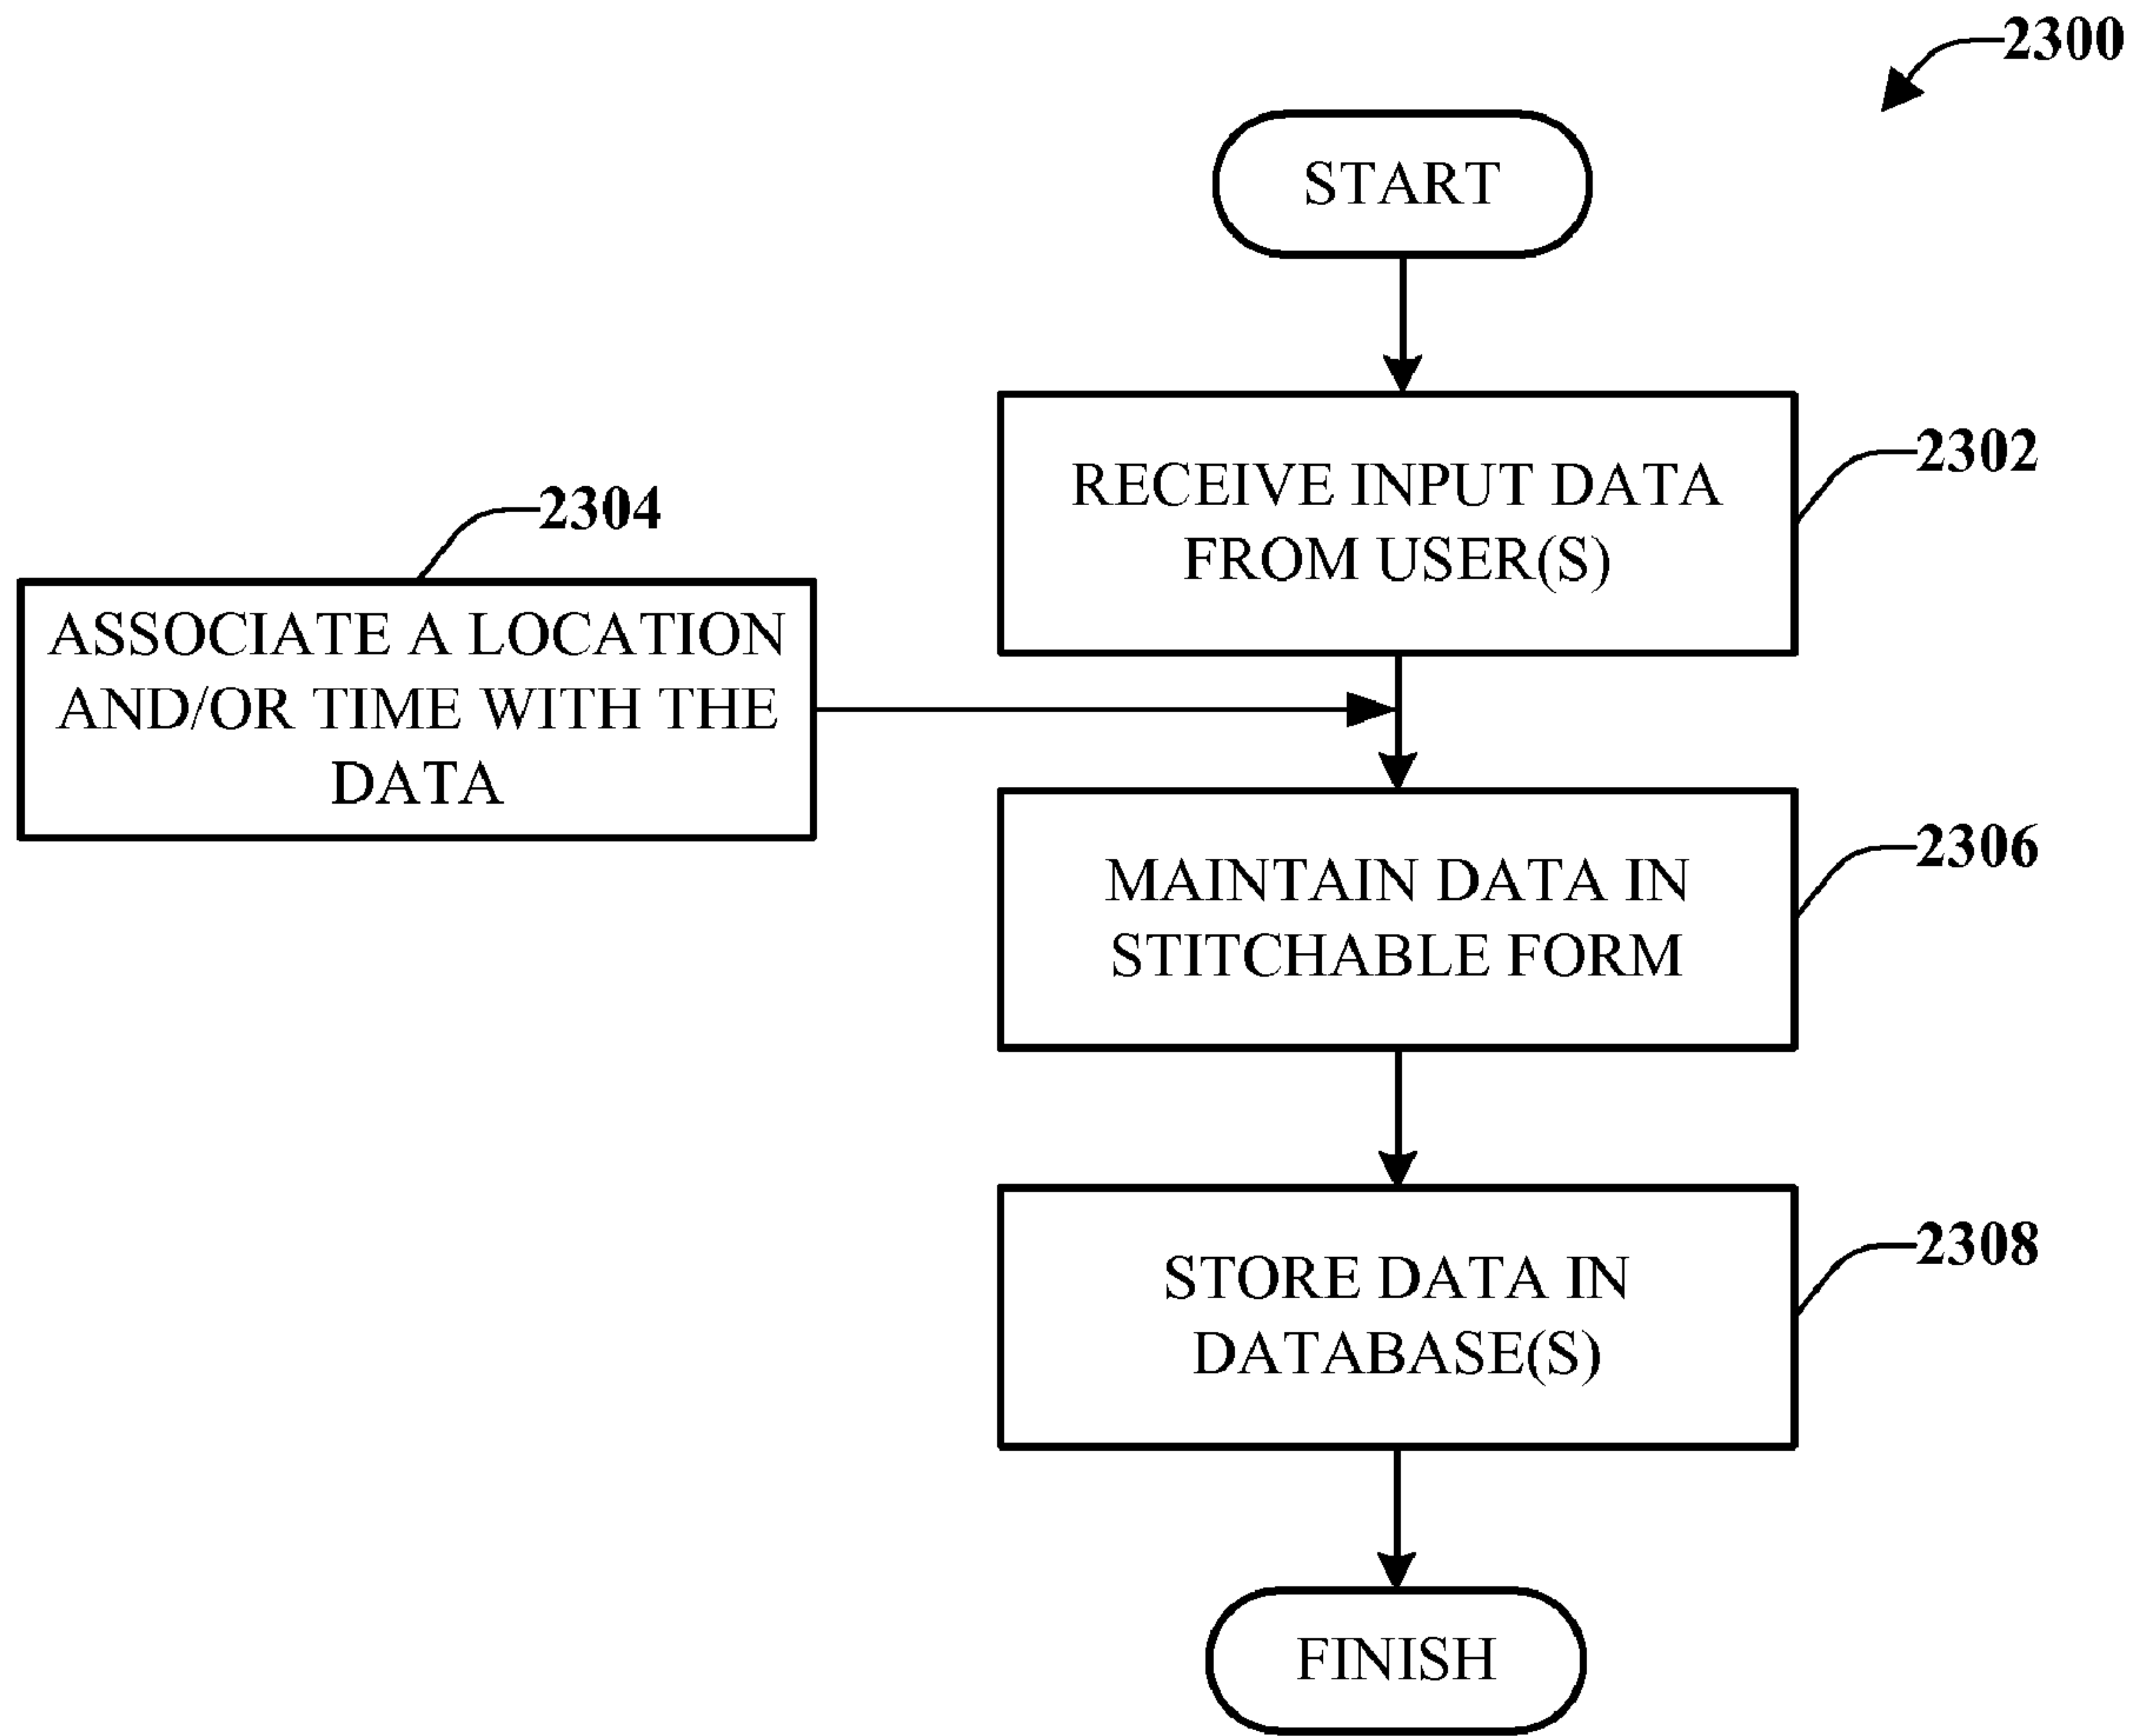 2300
START
RECEIVE INPUT DATA
FROM USER(S)
2302
2304
ASSOCIATE A LOCATION
AND/OR TIME WITH THE
DATA
MAINTAIN DATA IN
STITCHABLE FORM
2306
STORE DATA IN
DATABASE(S)
2308
FINISH